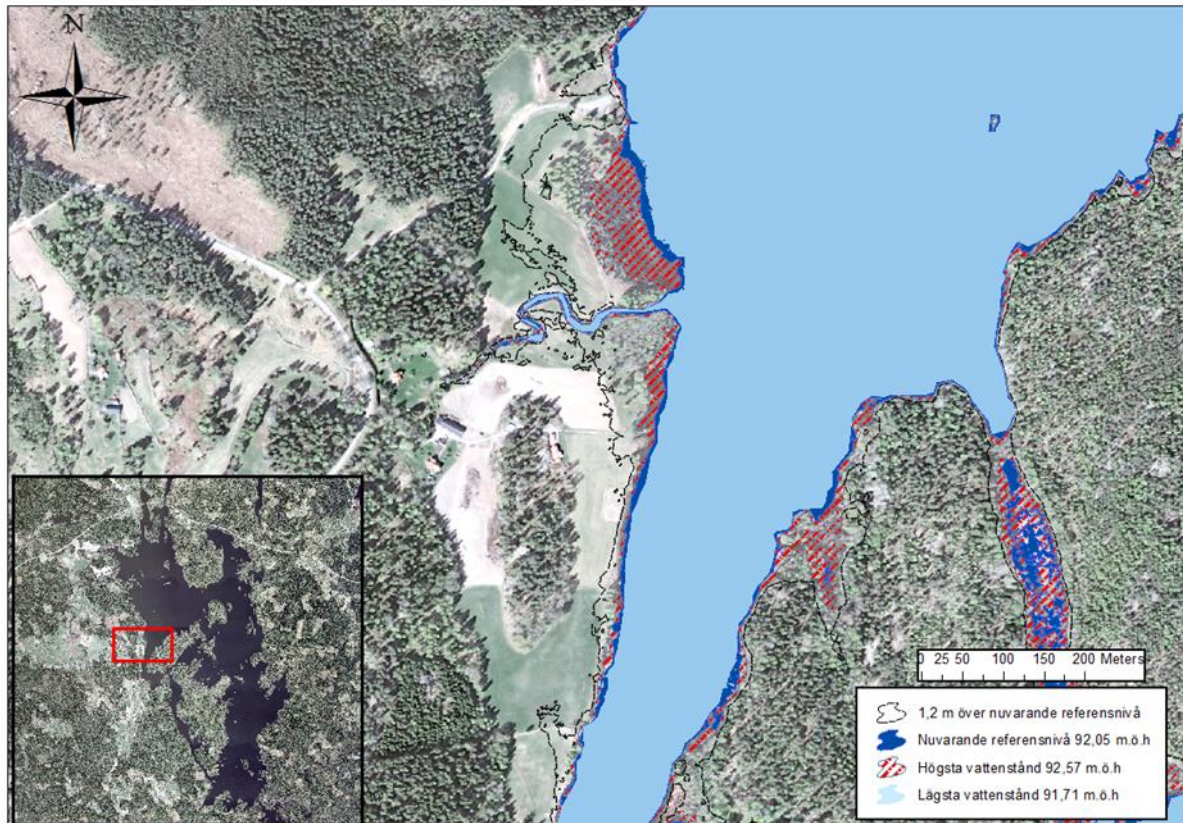 N
0 25 50 100 150 200 Meters
1,2 m över nuvarande referensnivå
Nuvarande referensnivå 92,05 m.ö.h
Högsta vattenstånd 92,57 m.ö.h
Lägsta vattenstånd 91,71 m.ö.h